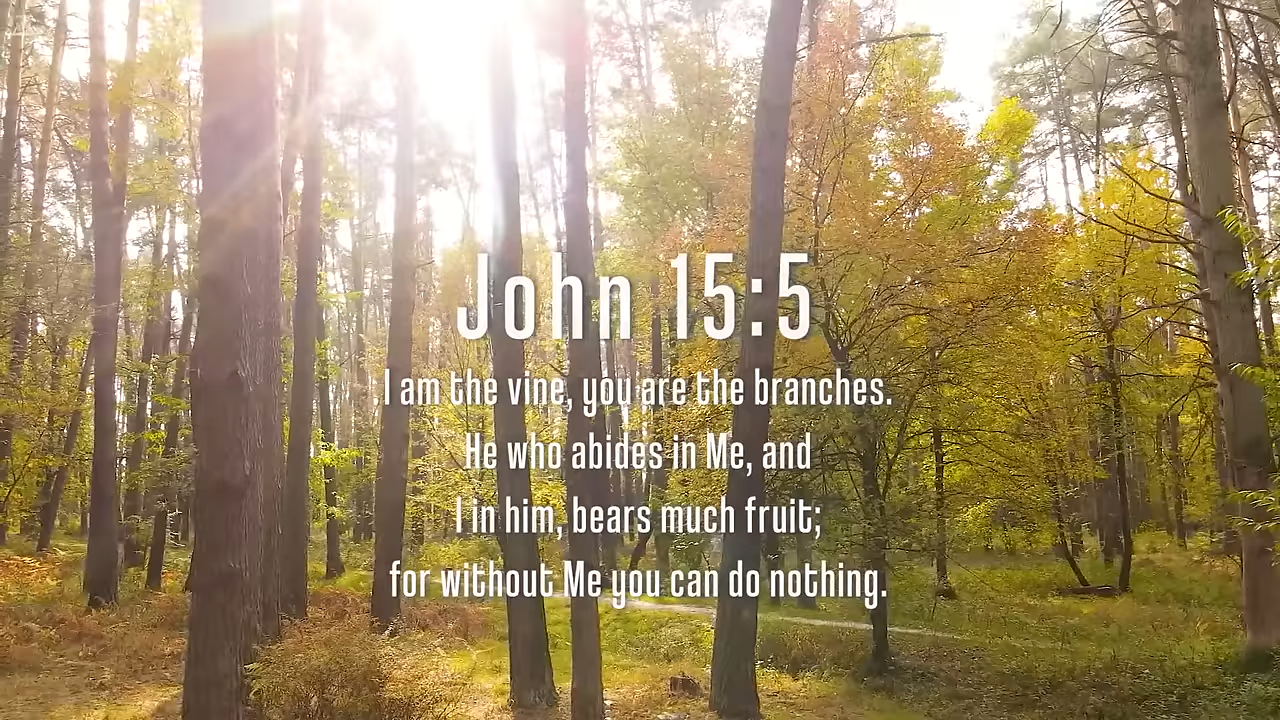 John 15:5
I am the vine, you are the branches.
He who abides in Me, and
I in him, bears much fruit;
for without Me you can do nothing.